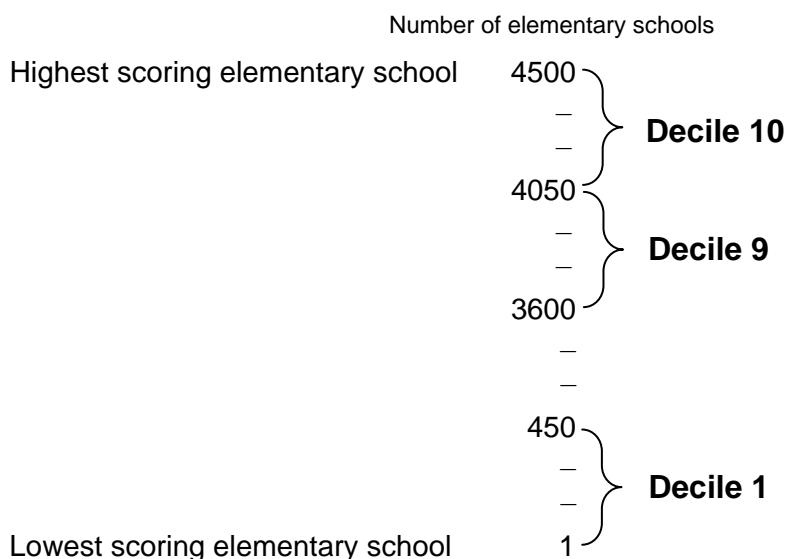 Number of elementary schools
Highest scoring elementary school 4500
–
– Decile 10
4050
–
– Decile 9
3600
–
–
450
–
– Decile 1
Lowest scoring elementary school 1